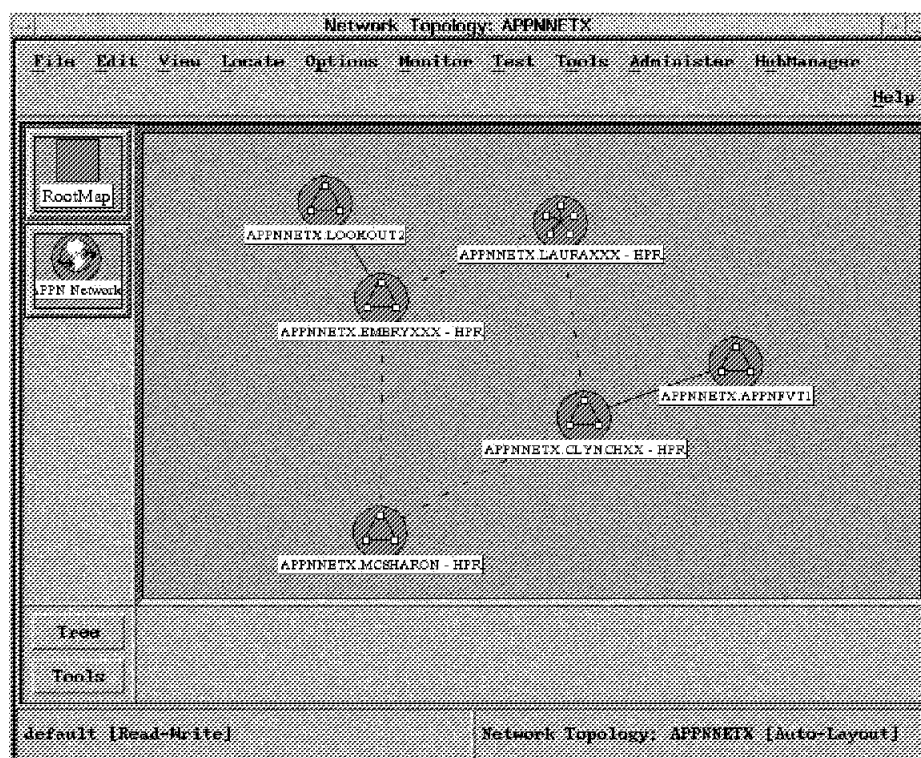 Network Topology: APPNNETX
File Edit View Locate Options Monitor Test Tools Administer HubManager
Help
RootMap
APPNNETX.LOOKOUT2
APPNNETX.LAURAXXX - HPR
APPN Network
APPNNETX.EMERYXXX - HPR
APPNNETX.APPNFVT1
APPNNETX.CLYNCHXX - HPR
APPNNETX.MCSHARON - HPR
Tree
Tools
default [Read-Write]
Network Topology: APPNNETX [Auto-Layout]